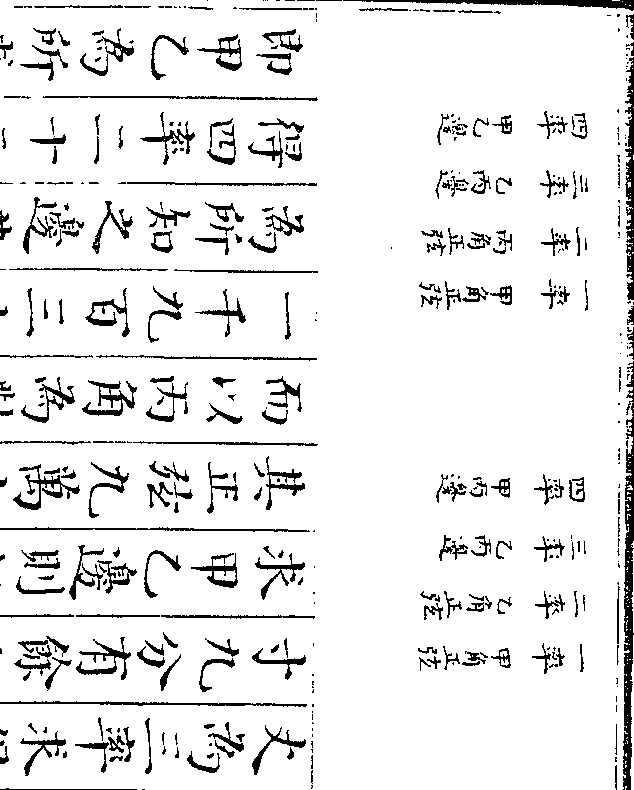 一率 甲角正弦
二率 乙角正弦
三率 乙丙邊
四率 甲丙邊
一率 甲角正弦
二率 丙角正弦
三率 乙丙邊
四率 甲乙邊
丈為三率求
寸九分有餘
求甲乙邊則
其正弦九萬
而以丙角為
一千九百三
為所知之邊
得四率二十
即甲乙為所